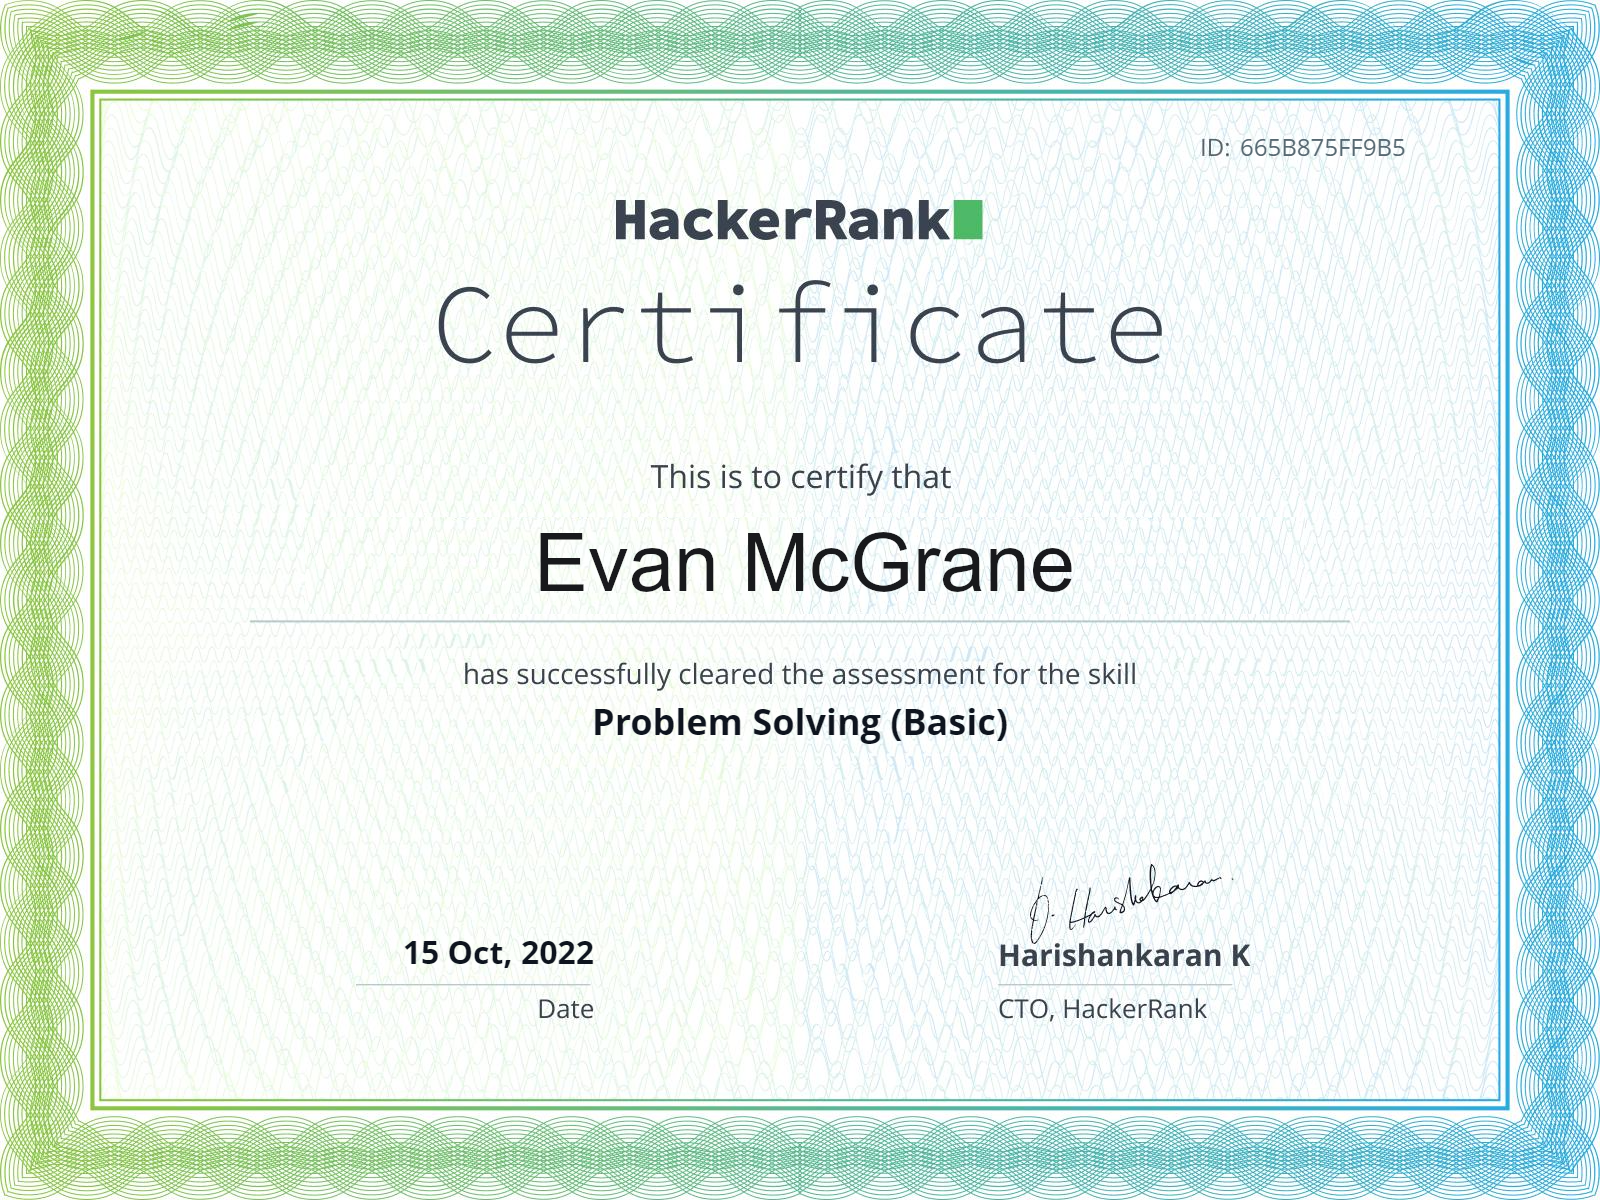 ID: 665B875FF9B5
HackerRank
Certificate
This is to certify that
Evan McGrane
has successfully cleared the assessment for the skill
Problem Solving (Basic)
15 Oct, 2022
Date
Harishankaran K
CTO, HackerRank